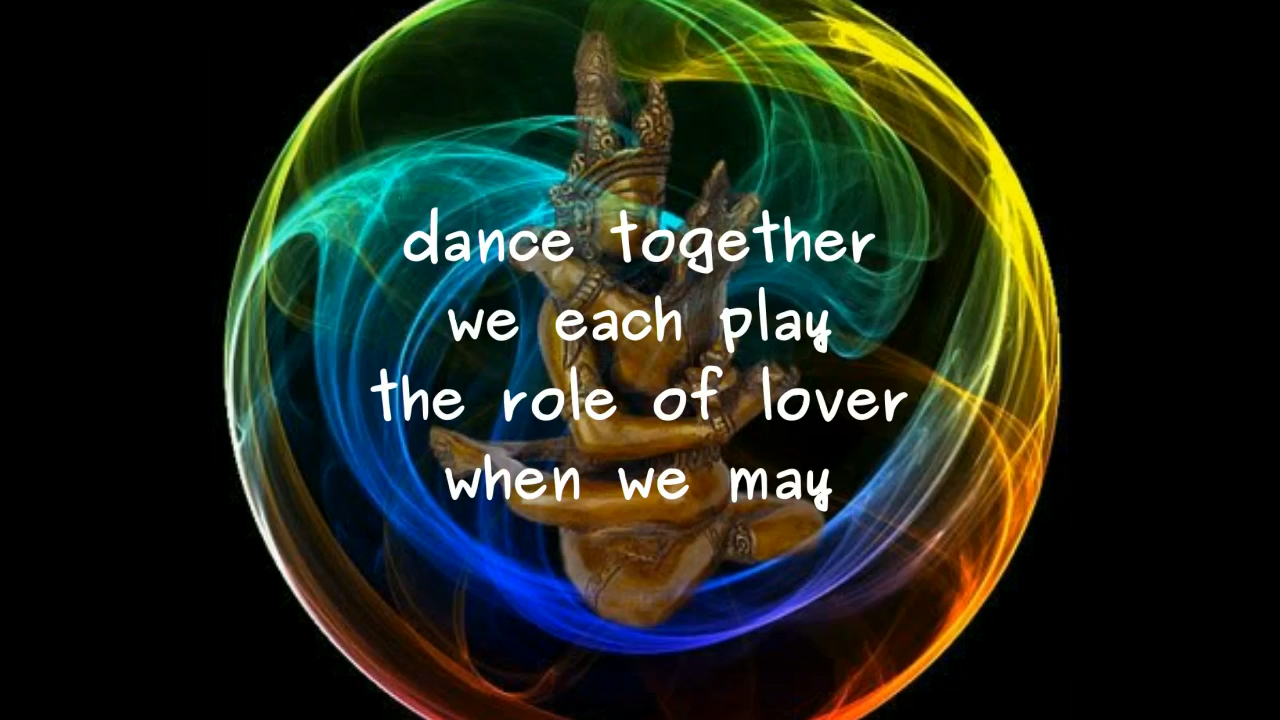 dance together
we each play
the role of lover
when we may